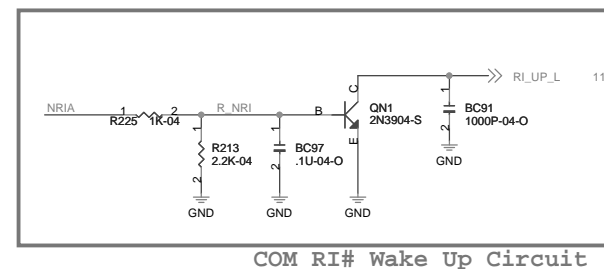 C
1
RI_UP_L 11
NRIA
1
2
R_NRI
B
QN1
2N3904-S
BC91
1000P-04-O
R225 1K-04
1
1
2
R213
2.2K-04
BC97
.1U-04-O
E
GND
2
2
GND
GND
GND
COM RI# Wake Up Circuit